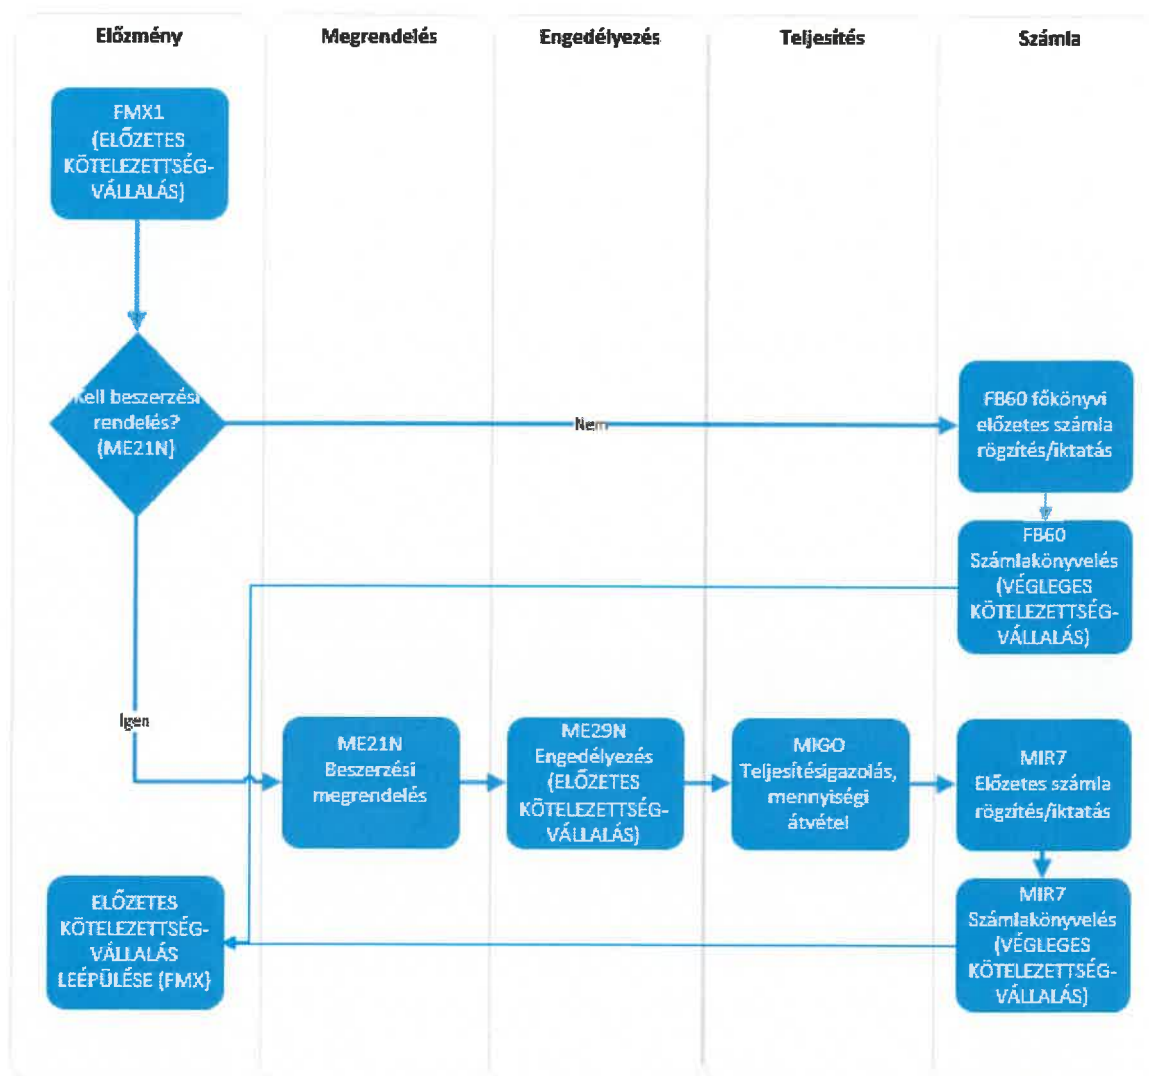 Előzmény
Megrendelés
Engedélyezés
Teljesítés
Számla
FMX1
(ELŐZETES
KÖTELEZETTSÉG-
VÁLLALÁS)
Kell beszerzési
rendelés?
(ME21N)
Nem
FB60 főkönyvi
előzetes számla
rögzítés/iktatás
FB60
Számlakönyvelés
(VÉGLEGES
KÖTELEZETTSÉG-
VÁLLALÁS)
Igen
ME21N
Beszerzési
megrendelés
ME29N
Engedélyezés
(ELŐZETES
KÖTELEZETTSÉG-
VÁLLALÁS)
MIGO
Teljesítésigazolás,
mennyiségi
átvétel
MIR7
Előzetes számla
rögzítés/iktatás
ELŐZETES
KÖTELEZETTSÉG-
VÁLLALÁS
LEÉPÜLÉSE (FMX)
MIR7
Számlakönyvelés
(VÉGLEGES
KÖTELEZETTSÉG-
VÁLLALÁS)